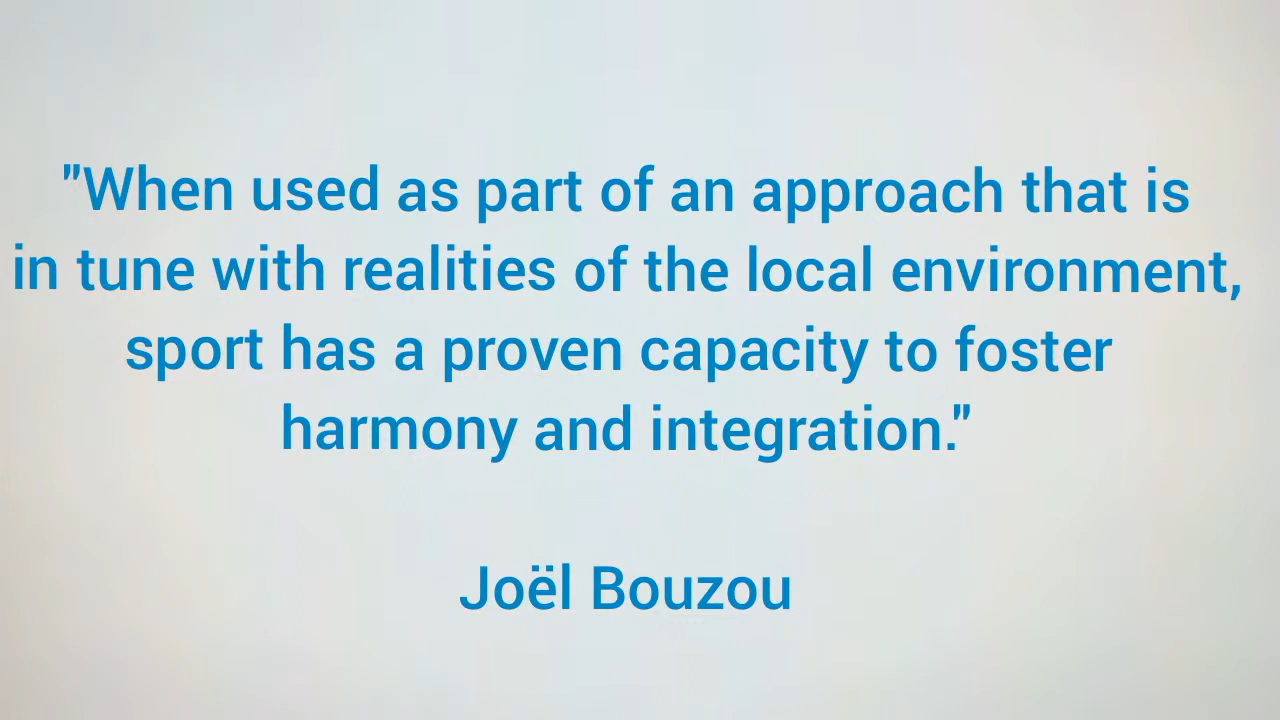 "When used as part of an approach that is
in tune with realities of the local environment,
sport has a proven capacity to foster
harmony and integration."
Joël Bouzou